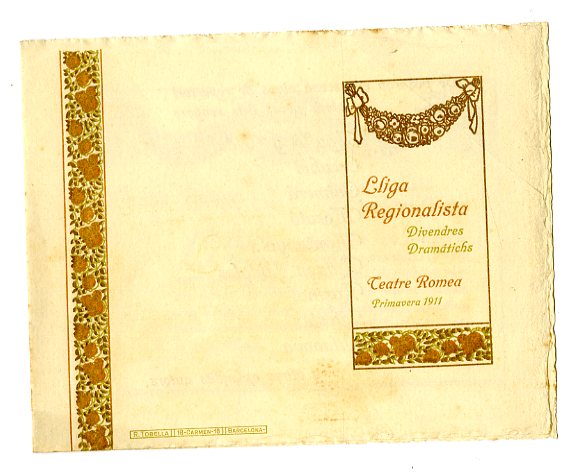 Lliga
Regionalista
Divendres
Dramátichs
Teatre Romea
Primavera 1911
R. TOBELLA 18-CARMEN-18 BARCELONA-